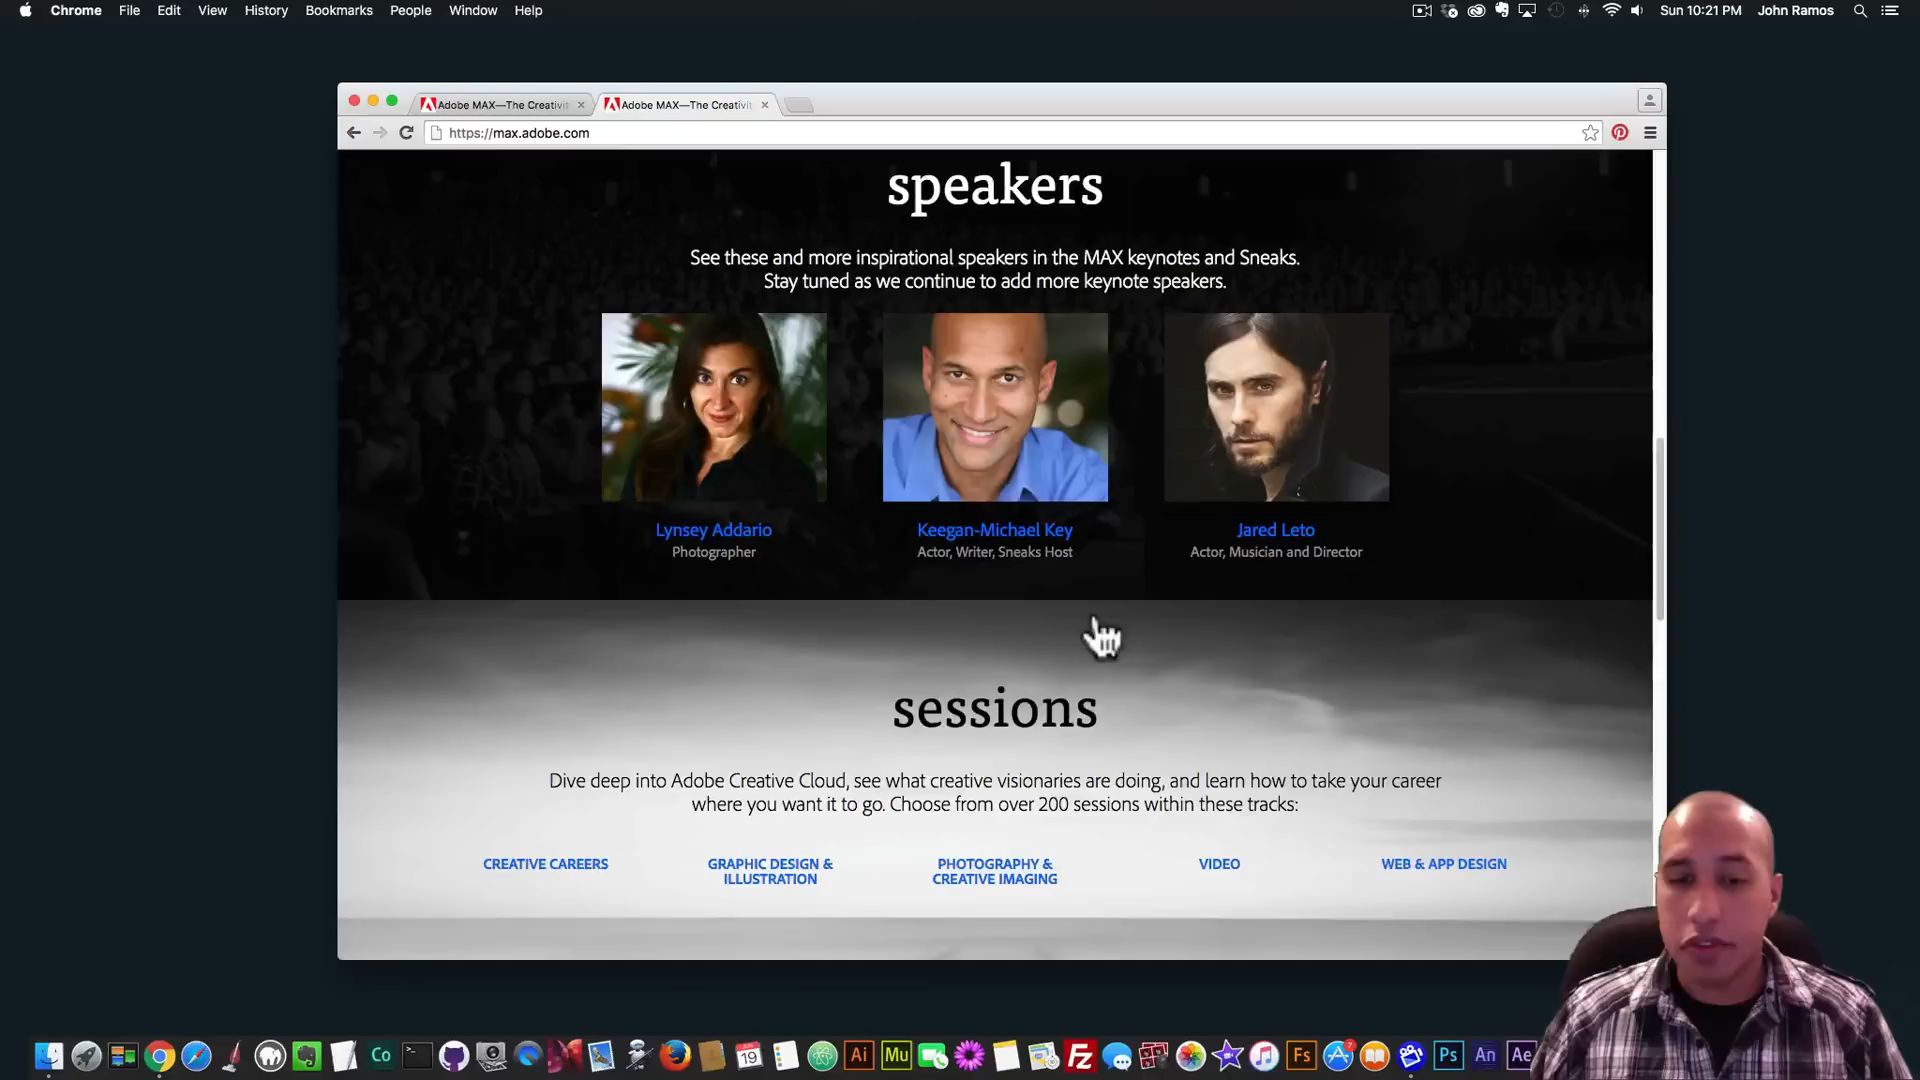 Chrome File Edit View History Bookmarks People Window Help
Sun 10:21 PM John Ramos
Adobe MAX—The Creativit
Adobe MAX—The Creativit
https://max.adobe.com
speakers
See these and more inspirational speakers in the MAX keynotes and Sneaks.
Stay tuned as we continue to add more keynote speakers.
Lynsey Addario
Photographer
Keegan-Michael Key
Actor, Writer, Sneaks Host
Jared Leto
Actor, Musician and Director
sessions
Dive deep into Adobe Creative Cloud, see what creative visionaries are doing, and learn how to take your career
where you want it to go. Choose from over 200 sessions within these tracks:
CREATIVE CAREERS
GRAPHIC DESIGN &
ILLUSTRATION
PHOTOGRAPHY &
CREATIVE IMAGING
VIDEO
WEB & APP DESIGN
Co 19 Ai Mu Fz Fs 7 Ps An Ae